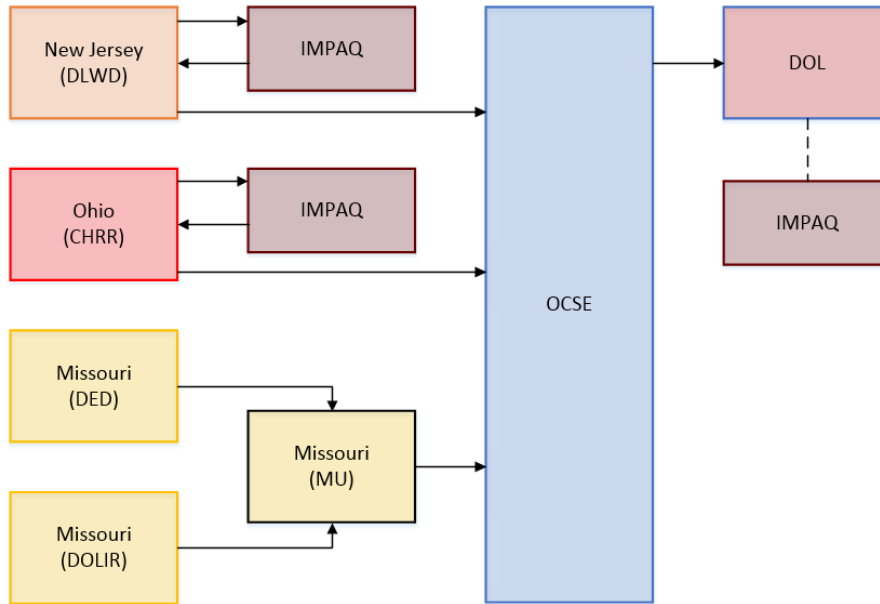 New Jersey
(DLWD)
IMPAQ
DOL
Ohio
(CHRR)
IMPAQ
IMPAQ
OCSE
Missouri
(DED)
Missouri
(MU)
Missouri
(DOLIR)